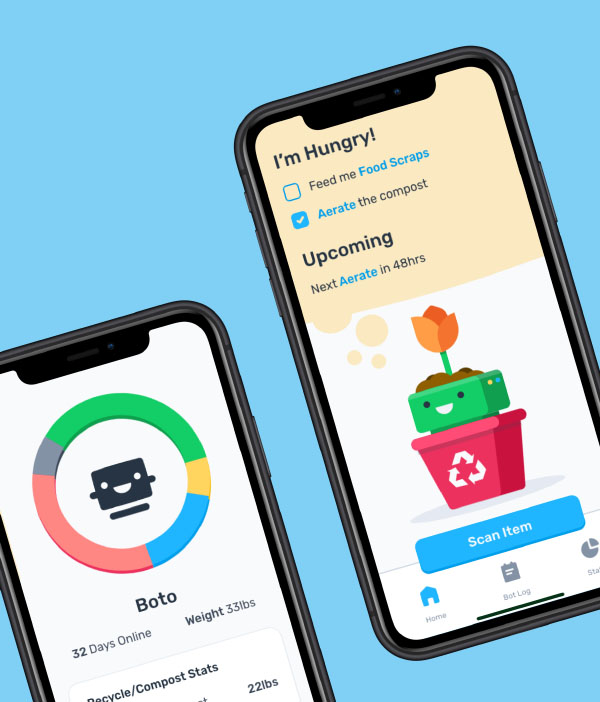 I'm Hungry!
Feed me Food Scraps
Aerate the compost
Upcoming
Next Aerate in 48hrs
Scan Item
Home
Bot Log
Boto
32 Days Online
Weight 33lbs
Recycle/Compost Stats
22lbs